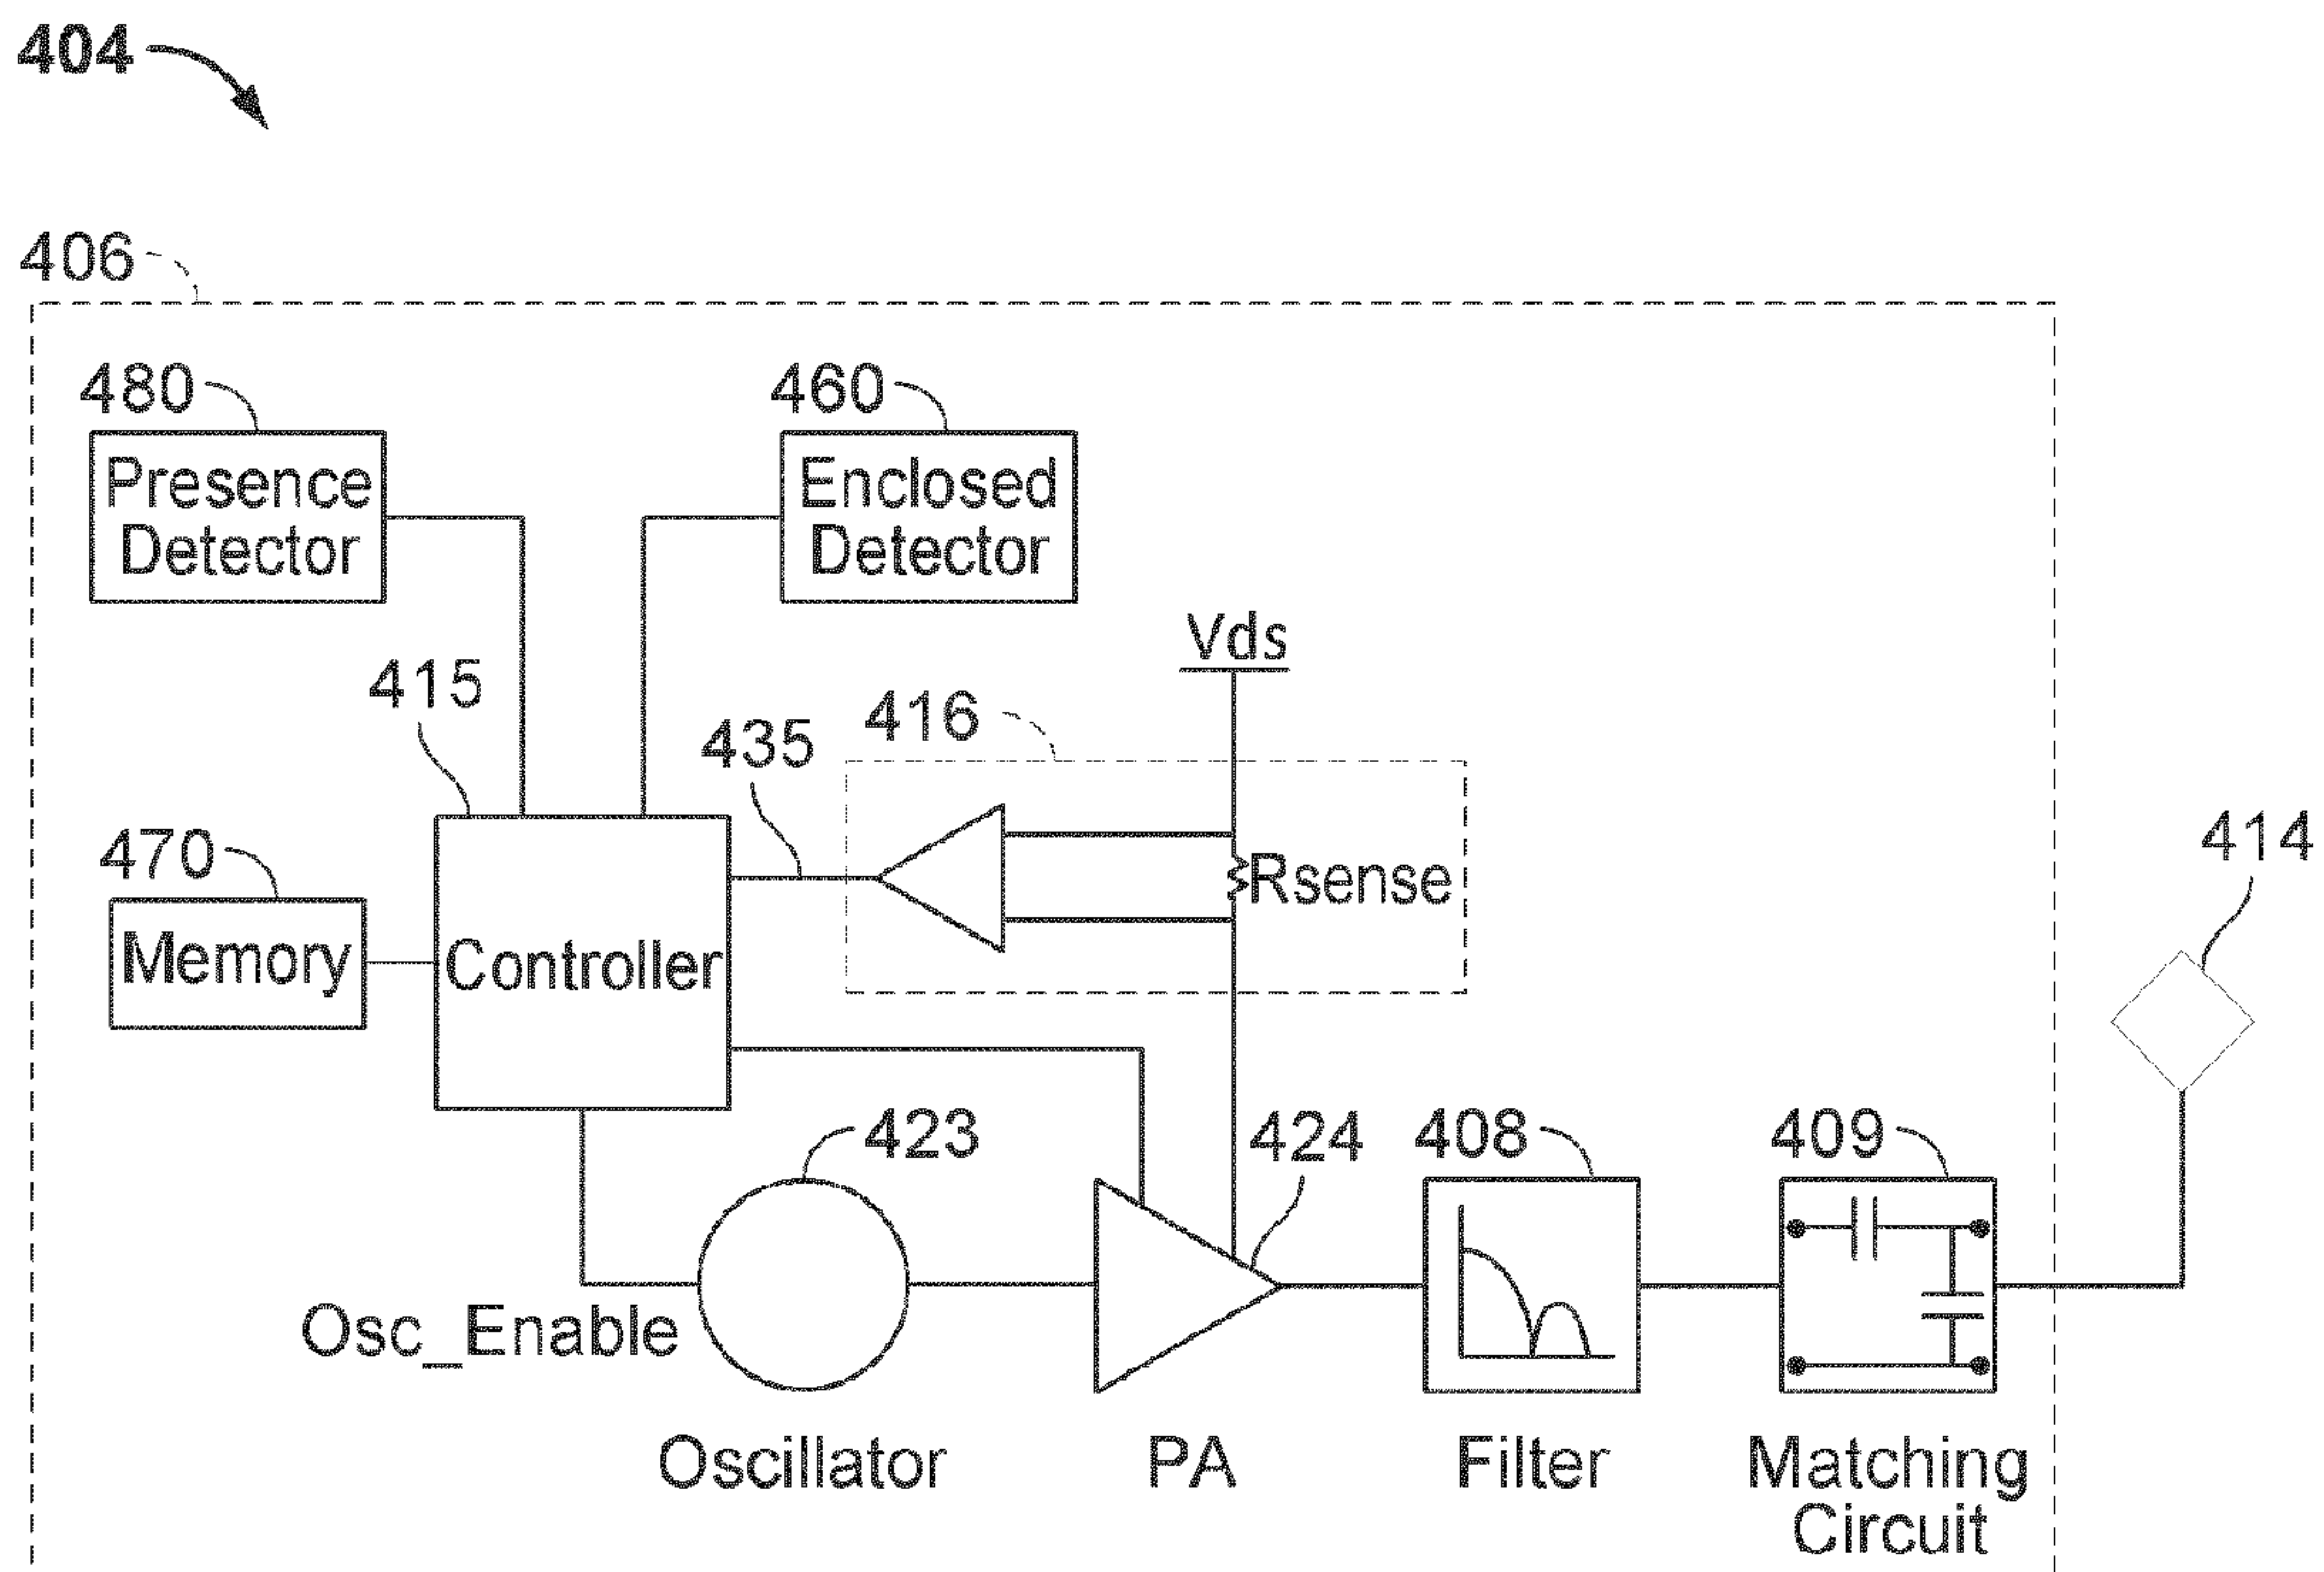 404
406
480
460
Presence
Detector
Enclosed
Detector
Vds
415
416
435
414
470
Rsense
Memory
Controller
423
424
408
409
Osc_Enable
Oscillator
PA
Filter
Matching
Circuit